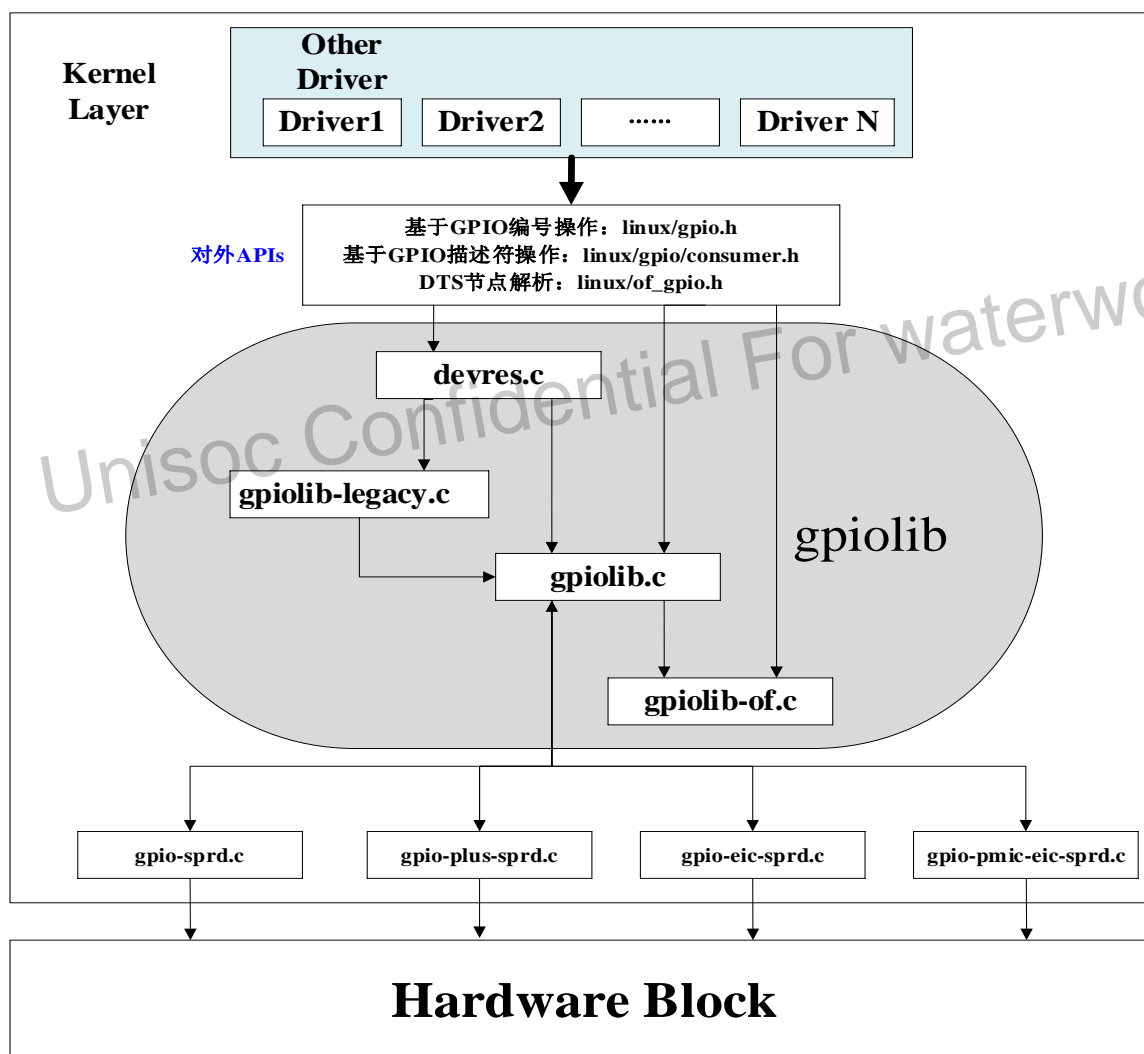 Kernel
Layer
Other
Driver
Driver1
Driver2
······
Driver N
对外APIs
基于GPIO编号操作：linux/gpio.h
基于GPIO描述符操作：linux/gpio/consumer.h
DTS节点解析：linux/of_gpio.h
devres.c
Unisoc Confidential For waterwo
gpiolib-legacy.c
gpiolib
gpiolib.c
gpiolib-of.c
gpio-sprd.c
gpio-plus-sprd.c
gpio-eic-sprd.c
gpio-pmic-eic-sprd.c
Hardware Block